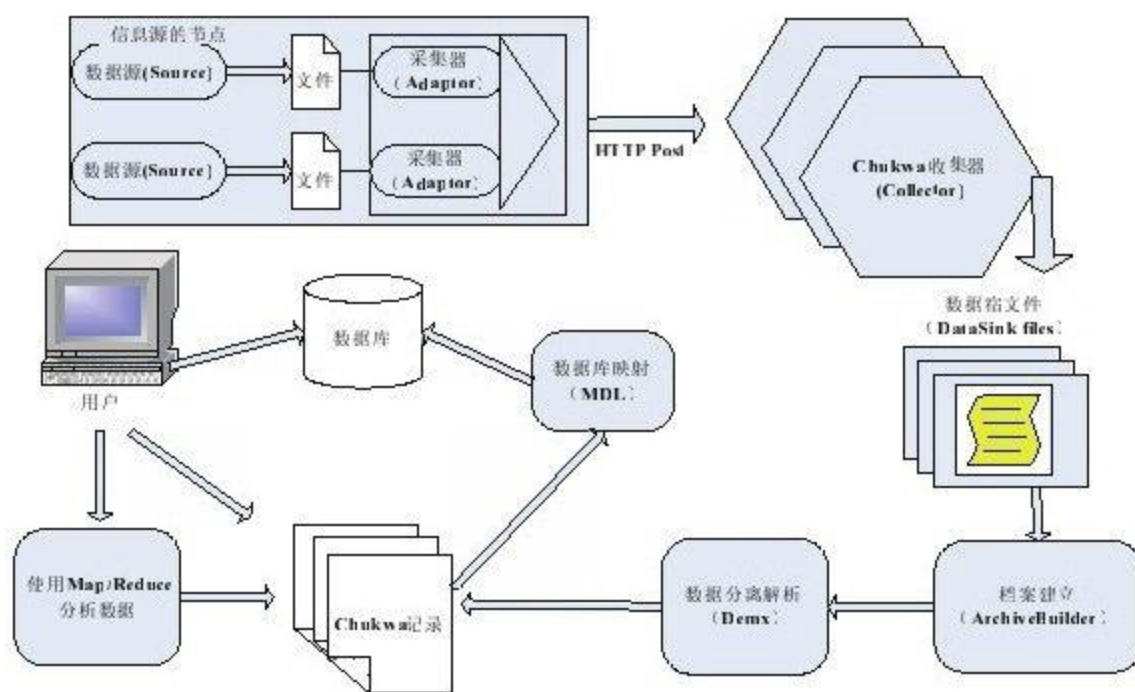 信息源的节点
数据源(Source)
文件
采集器
(Adaptor)
数据源(Source)
文件
采集器
(Adaptor)
HTTP Post
Chukwa收集器
(Collector)
数据宿文件
(DataSink files)
用户
数据库
数据库映射
(MDL)
使用Map/Reduce
分析数据
Chukwa记录
数据分离解析
(Demx)
档案建立
(ArchiveBuilder)